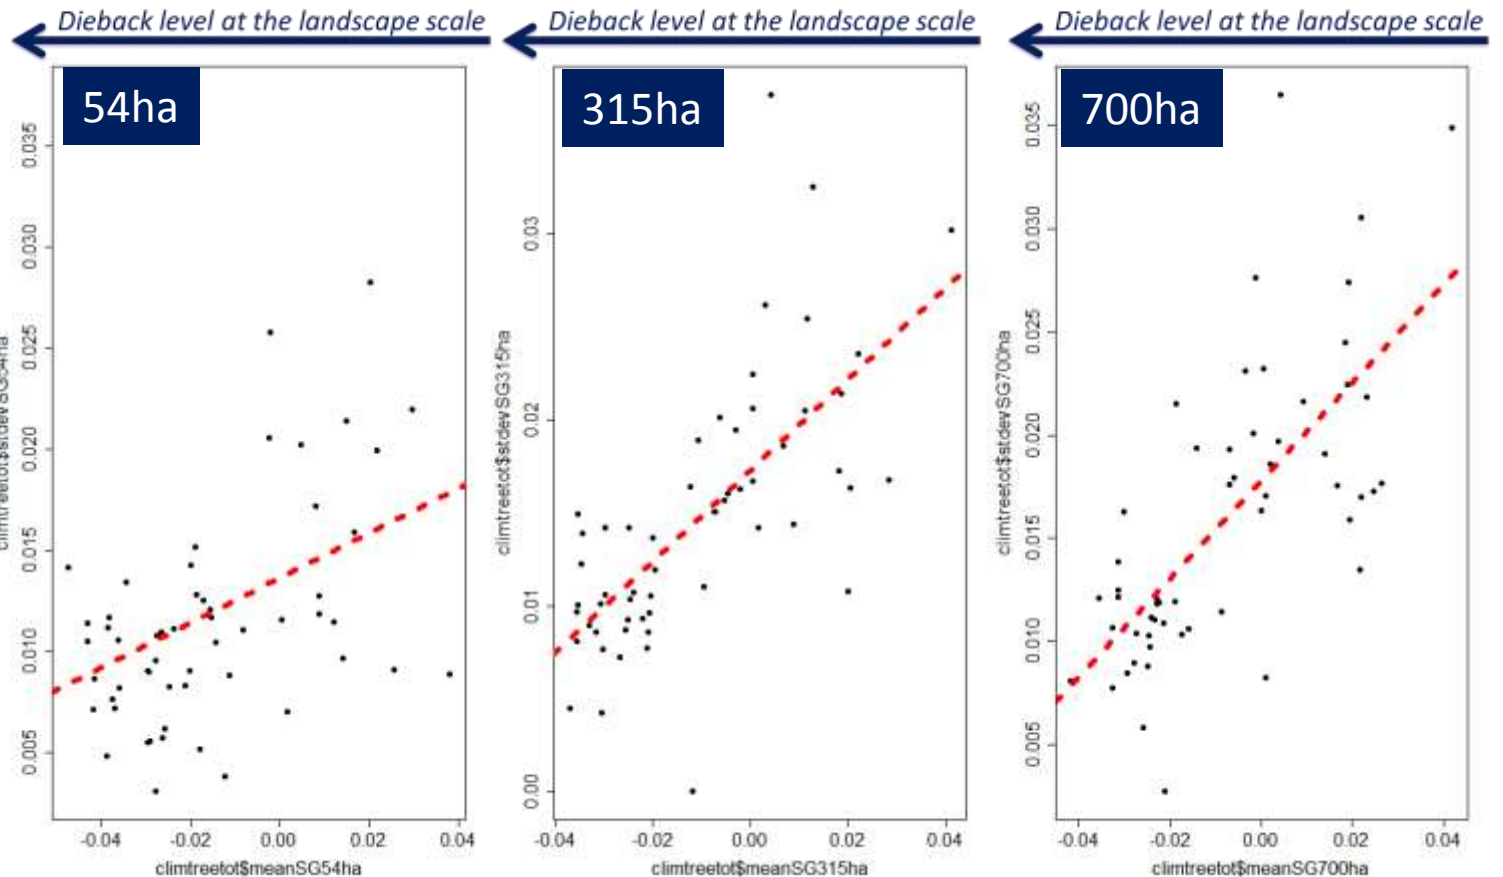 Dieback level at the landscape scale
Dieback level at the landscape scale
Dieback level at the landscape scale
54ha
315ha
700ha
0.035
0.030
0.025
0.020
0.015
0.010
0.005
-0.04 -0.02 0.00 0.02 0.04
climtreetot$meanSG54ha
climtreetot$stdevSG315ha
0.03
0.02
0.01
0.00
-0.04 -0.02 0.00 0.02 0.04
climtreetot$meanSG315ha
climtreetot$stdevSG700ha
0.035
0.030
0.025
0.020
0.015
0.010
0.005
-0.04 -0.02 0.00 0.02 0.04
climtreetot$meanSG700ha